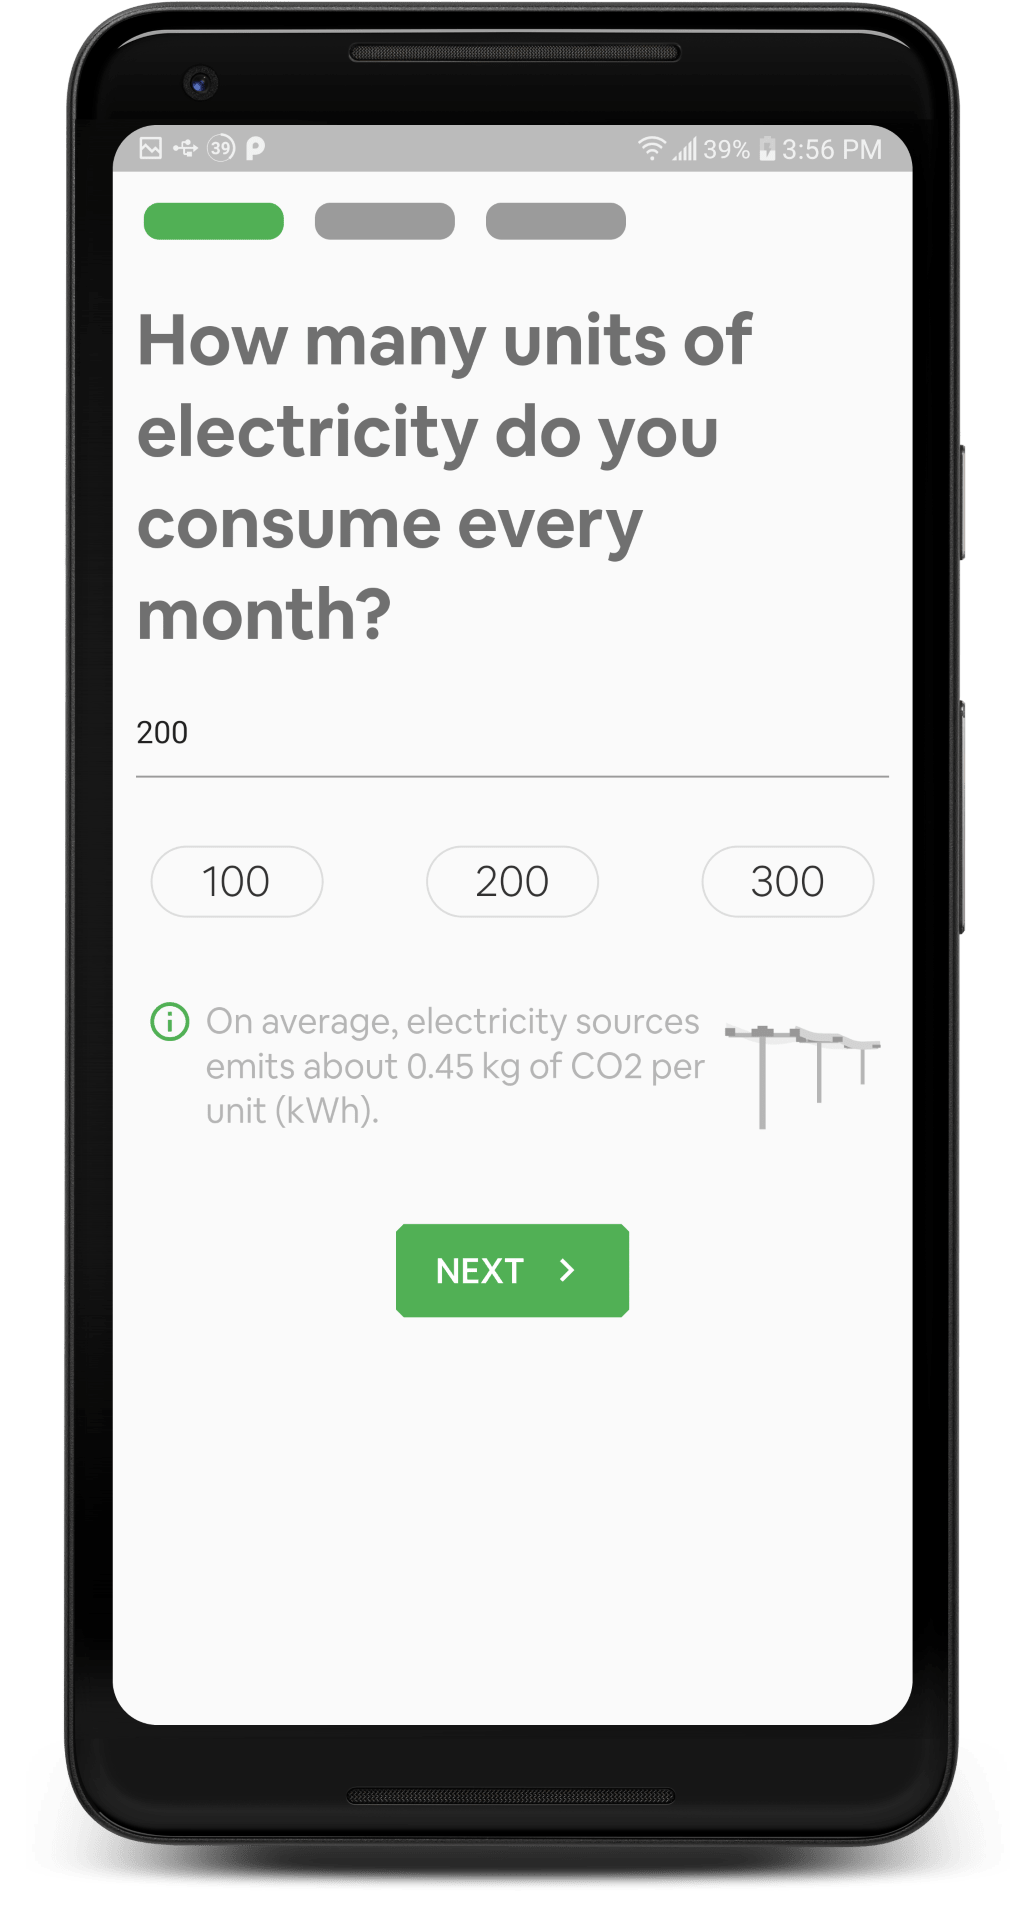 39 39% 3:56 PM
How many units of
electricity do you
consume every
month?
200
100 200 300
On average, electricity sources
emits about 0.45 kg of CO2 per
unit (kWh).
NEXT